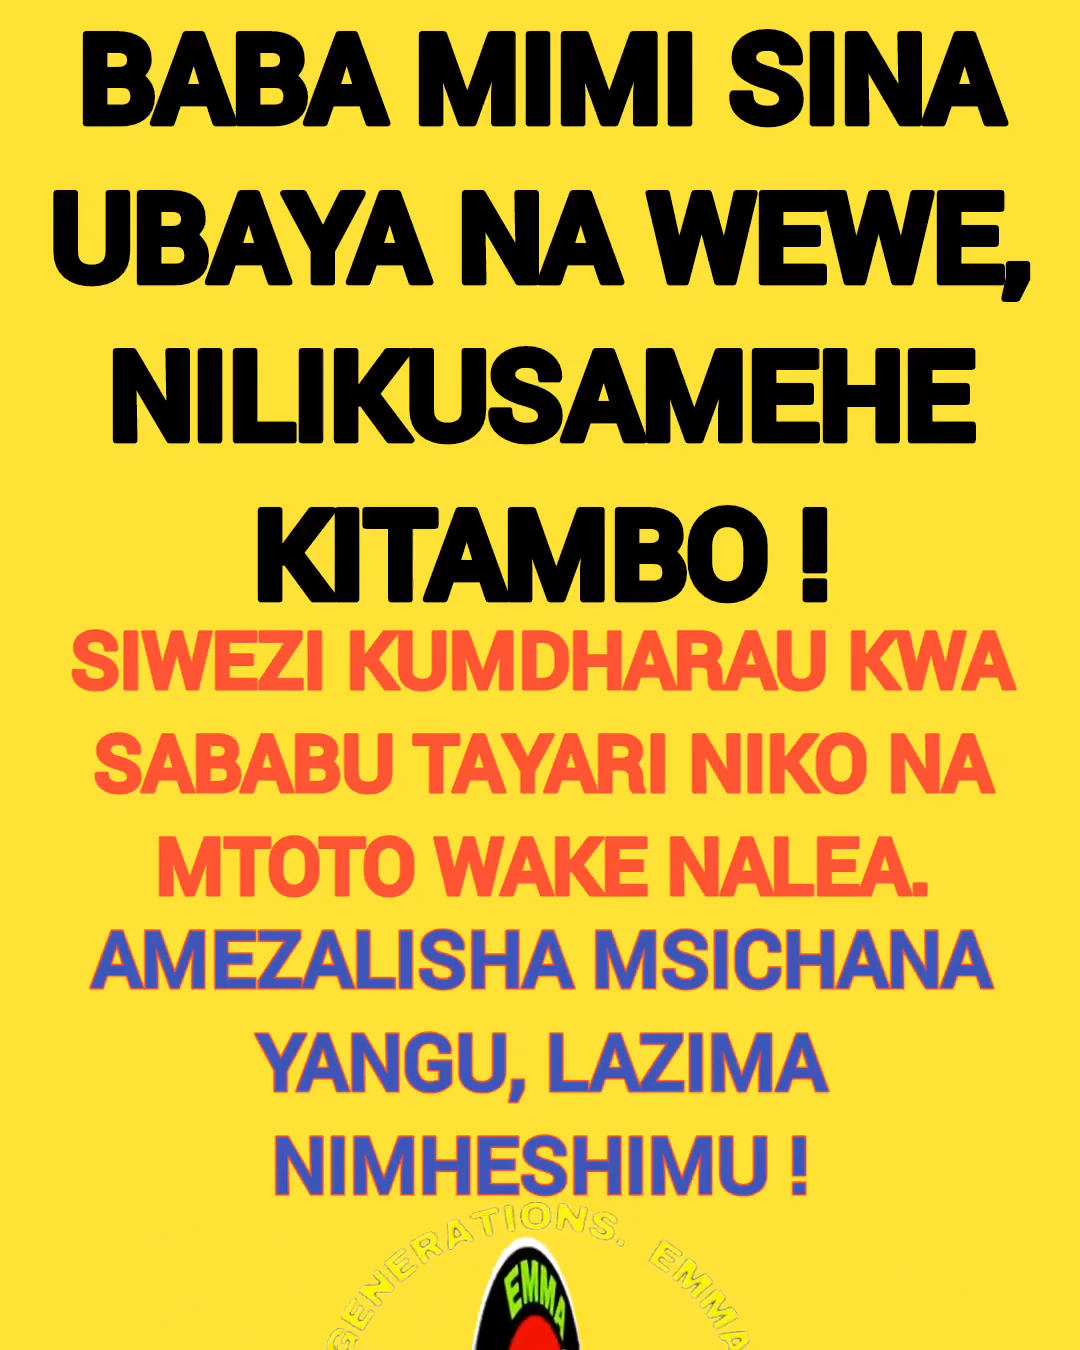 BABA MIMI SINA
UBAYA NA WEWE,
NILIKUSAMEHE
KITAMBO !
SIWEZI KUMDHARAU KWA
SABABU TAYARI NIKO NA
MTOTO WAKE NALEA.
AMEZALISHA MSICHANA
YANGU, LAZIMA
NIMHESHIMU !
GENERATIONS. EMMA
EMMA